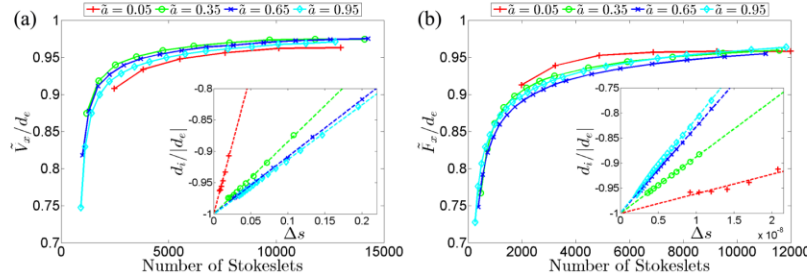 (a)
ã = 0.05 ã = 0.35 ã = 0.65 ã = 0.95
Ṽₓ/dₑ
1
0.95
0.9
0.85
0.8
0.75
0.7
0 5000 10000 15000
Number of Stokeslets
dᵢ/|dₑ|
-0.8
-0.85
-0.9
-0.95
-1
0 0.05 0.1 0.15 0.2
Δs
(b)
ã = 0.05 ã = 0.35 ã = 0.65 ã = 0.95
F̃ₓ/dₑ
1
0.95
0.9
0.85
0.8
0.75
0.7
0 2000 4000 6000 8000 10000 12000
Number of Stokeslets
dᵢ/|dₑ|
-0.75
-0.8
-0.85
-0.9
-0.95
-1
0.5 1 1.5 2
Δs
× 10⁻⁸